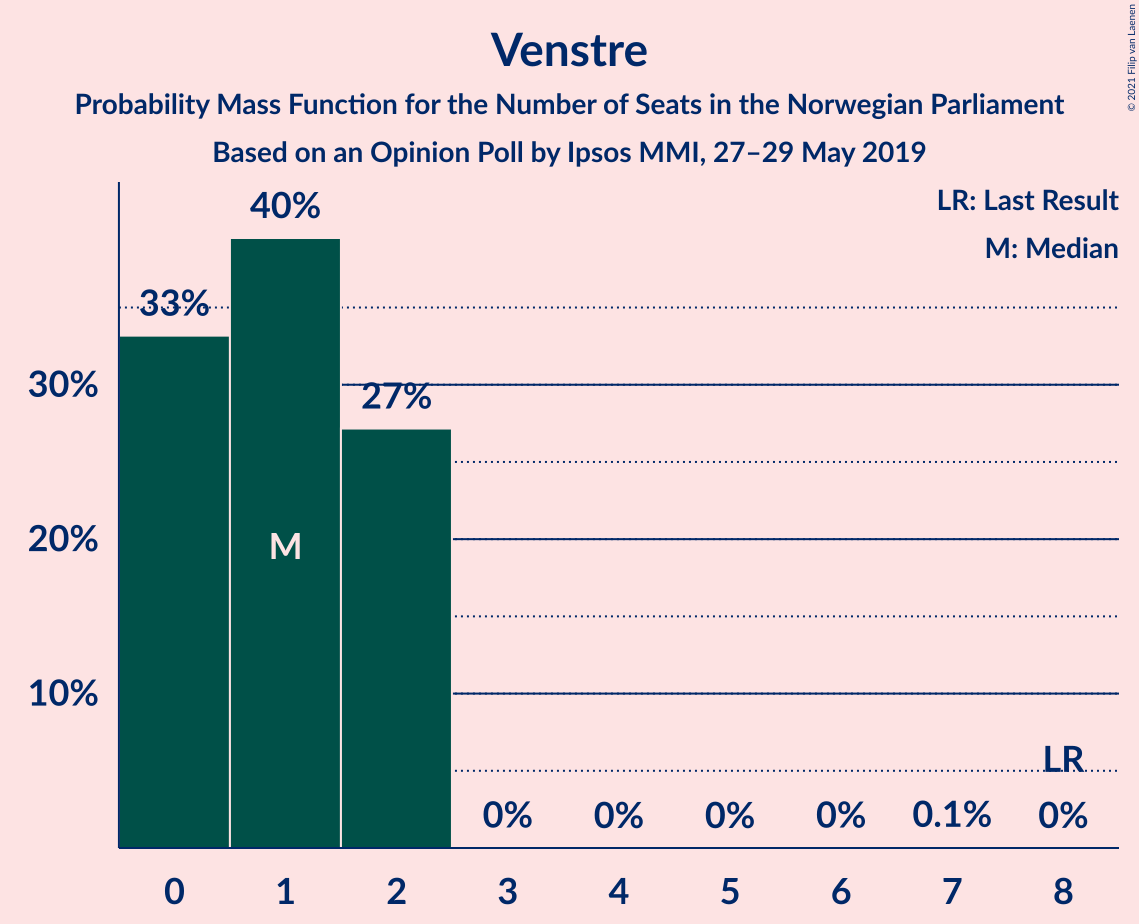 Venstre
Probability Mass Function for the Number of Seats in the Norwegian Parliament
Based on an Opinion Poll by Ipsos MMI, 27–29 May 2019
© 2021 Filip van Laenen
LR: Last Result
M: Median
40%
33%
30%
27%
20%
M
10%
LR
0% 0% 0% 0% 0.1% 0%
0 1 2 3 4 5 6 7 8